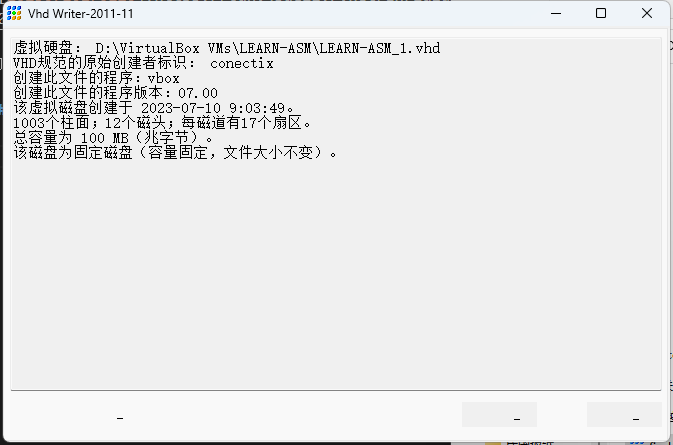 Vhd Writer-2011-11
虚拟硬盘： D:\VirtualBox VMs\LEARN-ASM\LEARN-ASM_1.vhd
VHD规范的原始创建者标识： conectix
创建此文件的程序：vbox
创建此文件的程序版本：07.00
该虚拟磁盘创建于 2023-07-10 9:03:49。
1003个柱面；12个磁头；每磁道有17个扇区。
总容量为 100 MB（兆字节）。
该磁盘为固定磁盘（容量固定，文件大小不变）。